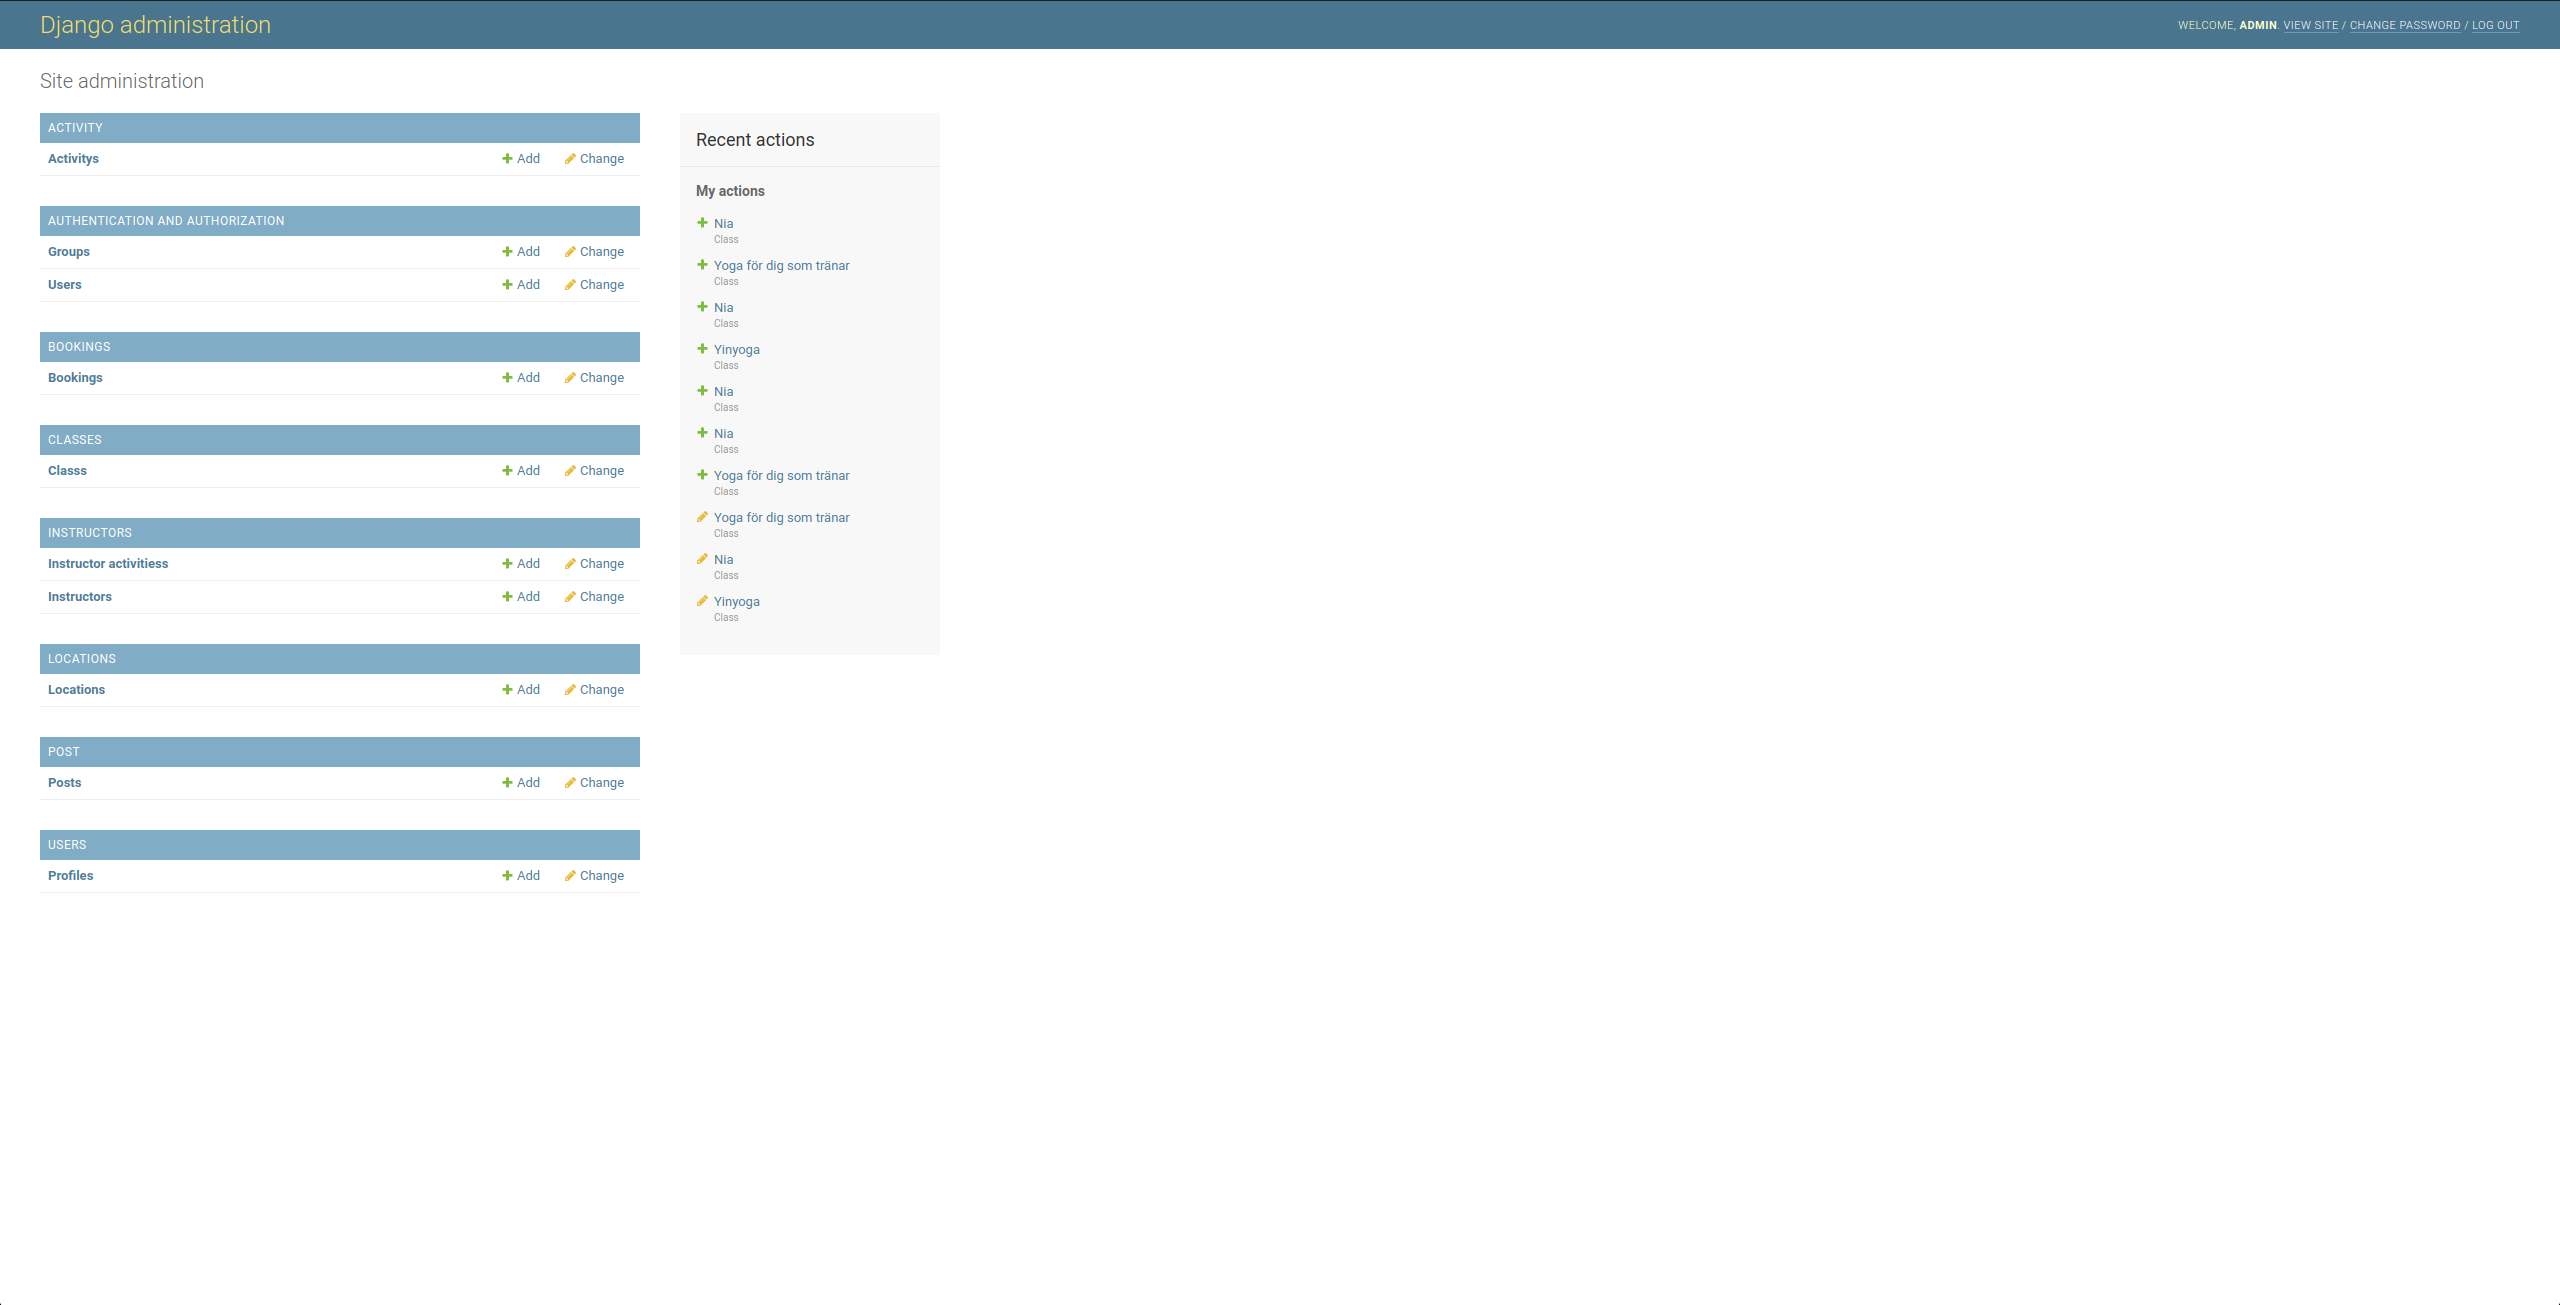 Django administration
WELCOME, ADMIN. VIEW SITE / CHANGE PASSWORD / LOG OUT
Site administration
ACTIVITY
Activitys Add Change
AUTHENTICATION AND AUTHORIZATION
Groups Add Change
Users Add Change
BOOKINGS
Bookings Add Change
CLASSES
Classs Add Change
INSTRUCTORS
Instructor activitiess Add Change
Instructors Add Change
LOCATIONS
Locations Add Change
POST
Posts Add Change
USERS
Profiles Add Change
Recent actions
My actions
Nia
Class
Yoga för dig som tränar
Class
Nia
Class
Yinyoga
Class
Nia
Class
Nia
Class
Yoga för dig som tränar
Class
Yoga för dig som tränar
Class
Nia
Class
Yinyoga
Class